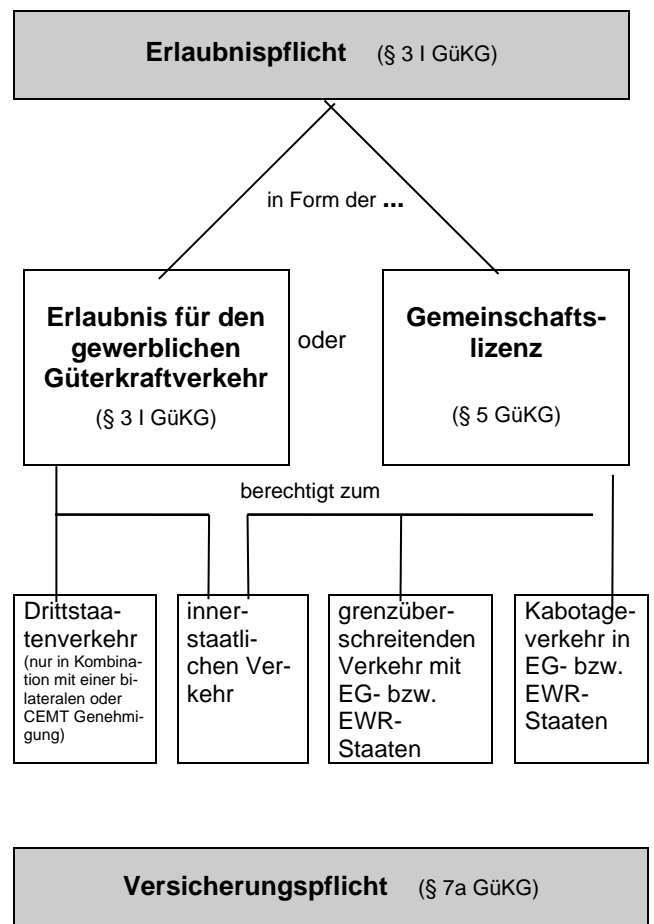 Erlaubnispflicht (§ 3 I GüKG)
in Form der ...
Erlaubnis für den
gewerblichen
Güterkraftverkehr
(§ 3 I GüKG)
oder
Gemeinschafts-
lizenz
(§ 5 GüKG)
berechtigt zum
Drittstaa-
tenverkehr
(nur in Kombina-
tion mit einer bi-
lateralen oder
CEMT Genehmi-
gung)
inner-
staatli-
chen Ver-
kehr
grenzüber-
schreitenden
Verkehr mit
EG- bzw.
EWR-
Staaten
Kabotage-
verkehr in
EG- bzw.
EWR-
Staaten
Versicherungspflicht (§ 7a GüKG)